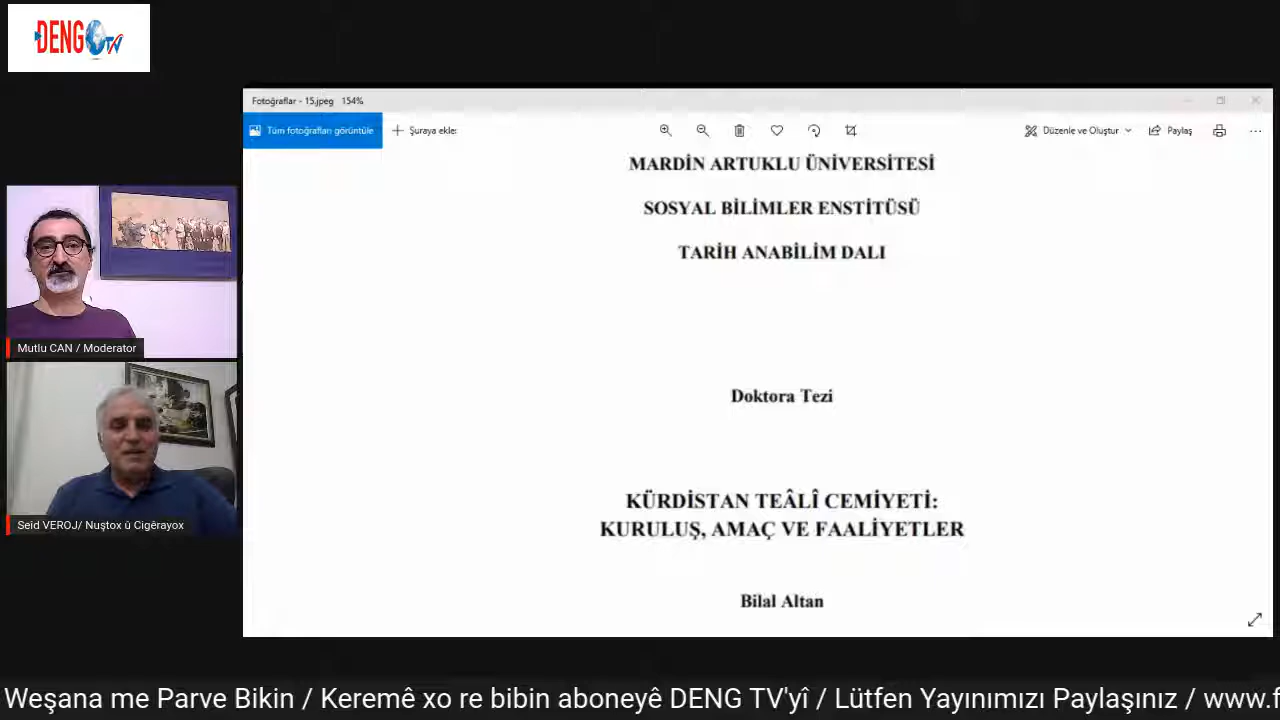 DENG TV
Fotoğraflar - 15.jpeg 154%
Tüm fotoğrafları görüntüle
Şuraya ekle:
Düzenle ve Oluştur
Paylaş
MARDİN ARTUKLU ÜNİVERSİTESİ
SOSYAL BİLİMLER ENSTİTÜSÜ
TARİH ANABİLİM DALI
Doktora Tezi
KÜRDİSTAN TEÂLÎ CEMİYETİ:
KURULUŞ, AMAÇ VE FAALİYETLER
Bilal Altan
Mutlu CAN / Moderator
Seîd VEROJ/ Nuştox û Cigêrayox
Weşana me Parve Bikin / Keremê xo re bibin aboneyê DENG TV'yî / Lütfen Yayınımızı Paylaşınız / www.f